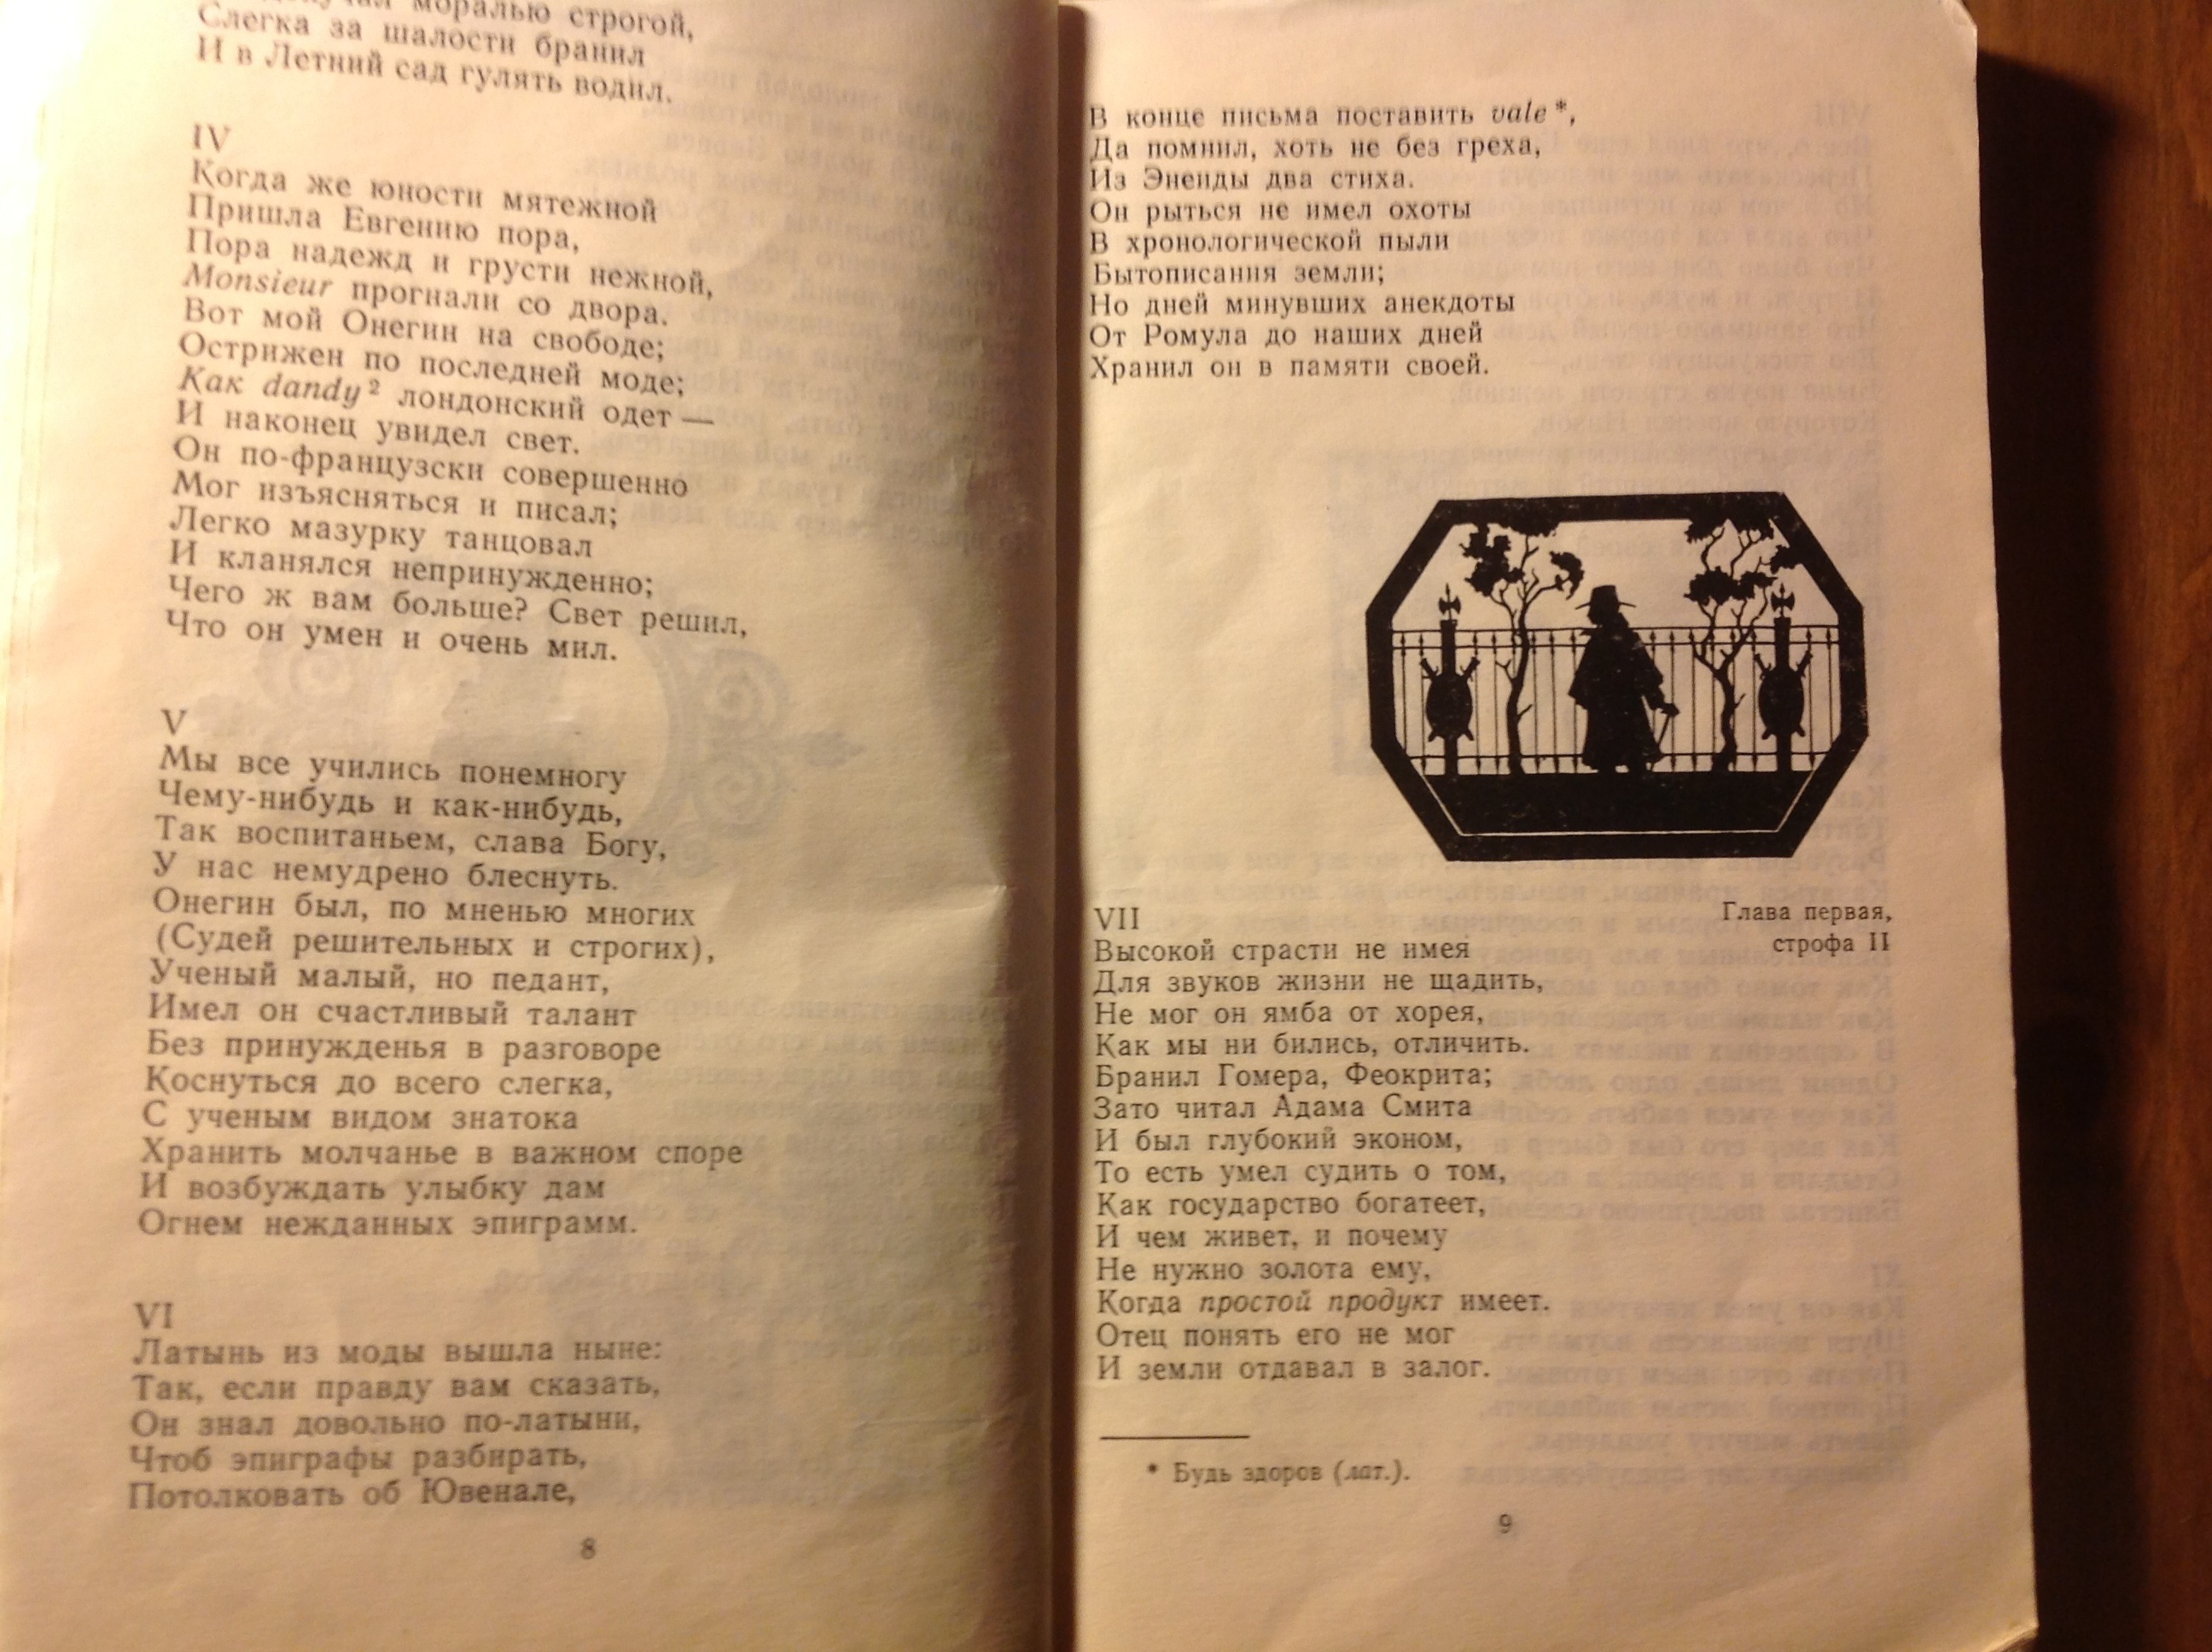 моралью строгой,
Слегка за шалости бранил
И в Летний сад гулять водил.
IV
Когда же юности мятежной
Пришла Евгению пора,
Пора надежд и грусти нежной,
Monsieur прогнали со двора.
Вот мой Онегин на свободе;
Острижен по последней моде;
Как dandy² лондонский одет —
И наконец увидел свет.
Он по-французски совершенно
Мог изъясняться и писал;
Легко мазурку танцовал
И кланялся непринужденно;
Чего ж вам больше? Свет решил,
Что он умен и очень мил.
V
Мы все учились понемногу
Чему-нибудь и как-нибудь,
Так воспитаньем, слава Богу,
У нас немудрено блеснуть.
Онегин был, по мненью многих
(Судей решительных и строгих),
Ученый малый, но педант,
Имел он счастливый талант
Без принужденья в разговоре
Коснуться до всего слегка,
С ученым видом знатока
Хранить молчанье в важном споре
И возбуждать улыбку дам
Огнем нежданных эпиграмм.
VI
Латынь из моды вышла ныне:
Так, если правду вам сказать,
Он знал довольно по-латыни,
Чтоб эпиграфы разбирать,
Потолковать об Ювенале,
8
В конце письма поставить vale*,
Да помнил, хоть не без греха,
Из Энеиды два стиха.
Он рыться не имел охоты
В хронологической пыли
Бытописания земли;
Но дней минувших анекдоты
От Ромула до наших дней
Хранил он в памяти своей.
Глава первая,
строфа II
VII
Высокой страсти не имея
Для звуков жизни не щадить,
Не мог он ямба от хорея,
Как мы ни бились, отличить.
Бранил Гомера, Феокрита;
Зато читал Адама Смита
И был глубокий эконом,
То есть умел судить о том,
Как государство богатеет,
И чем живет, и почему
Не нужно золота ему,
Когда простой продукт имеет.
Отец понять его не мог
И земли отдавал в залог.
* Будь здоров (лат.).
9